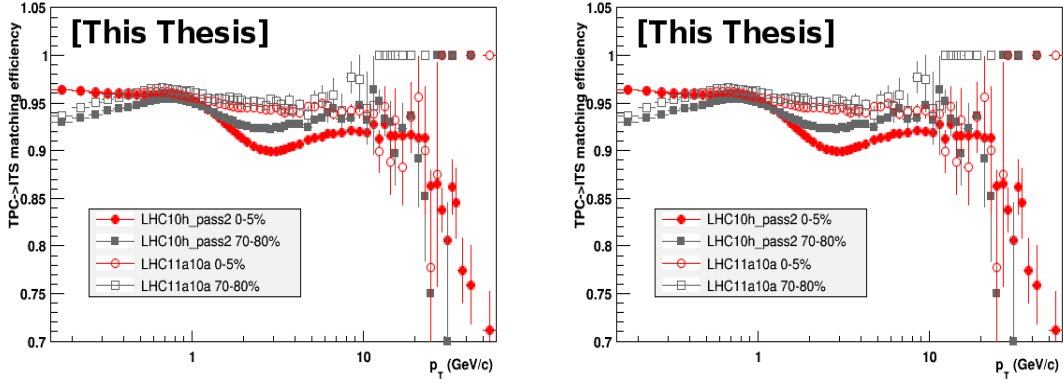 [This Thesis]
TPC->ITS matching efficiency
1.05
1
0.95
0.9
0.85
0.8
0.75
0.7
LHC10h_pass2 0-5%
LHC10h_pass2 70-80%
LHC11a10a 0-5%
LHC11a10a 70-80%
1
10
p_T (GeV/c)
[This Thesis]
TPC->ITS matching efficiency
1.05
1
0.95
0.9
0.85
0.8
0.75
0.7
LHC10h_pass2 0-5%
LHC10h_pass2 70-80%
LHC11a10a 0-5%
LHC11a10a 70-80%
1
10
p_T (GeV/c)